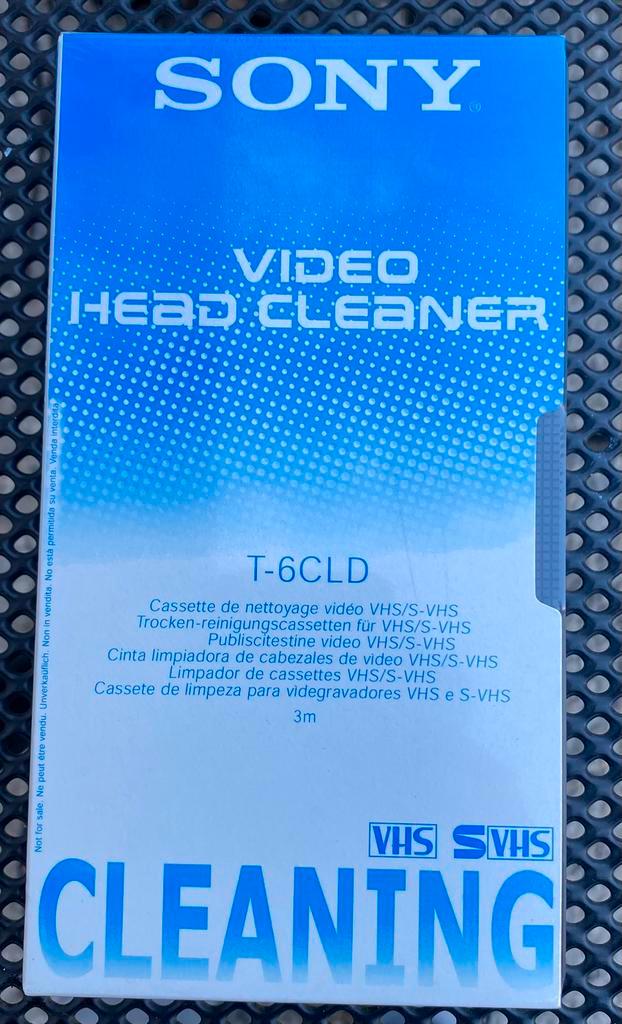 SONY®
VIDEO
HEAD CLEANER
T-6CLD
Cassette de nettoyage vidéo VHS/S-VHS
Trocken-reinigungscassetten für VHS/S-VHS
Publiscitestine video VHS/S-VHS
Cinta limpiadora de cabezales de video VHS/S-VHS
Limpador de cassettes VHS/S-VHS
Cassete de limpeza para videgravadores VHS e S-VHS
3m
Not for sale. Ne peut être vendu. Unverkäuflich. Non in vendita. No està permitida su venta. Venda interdita.
VHS SVHS
CLEANING